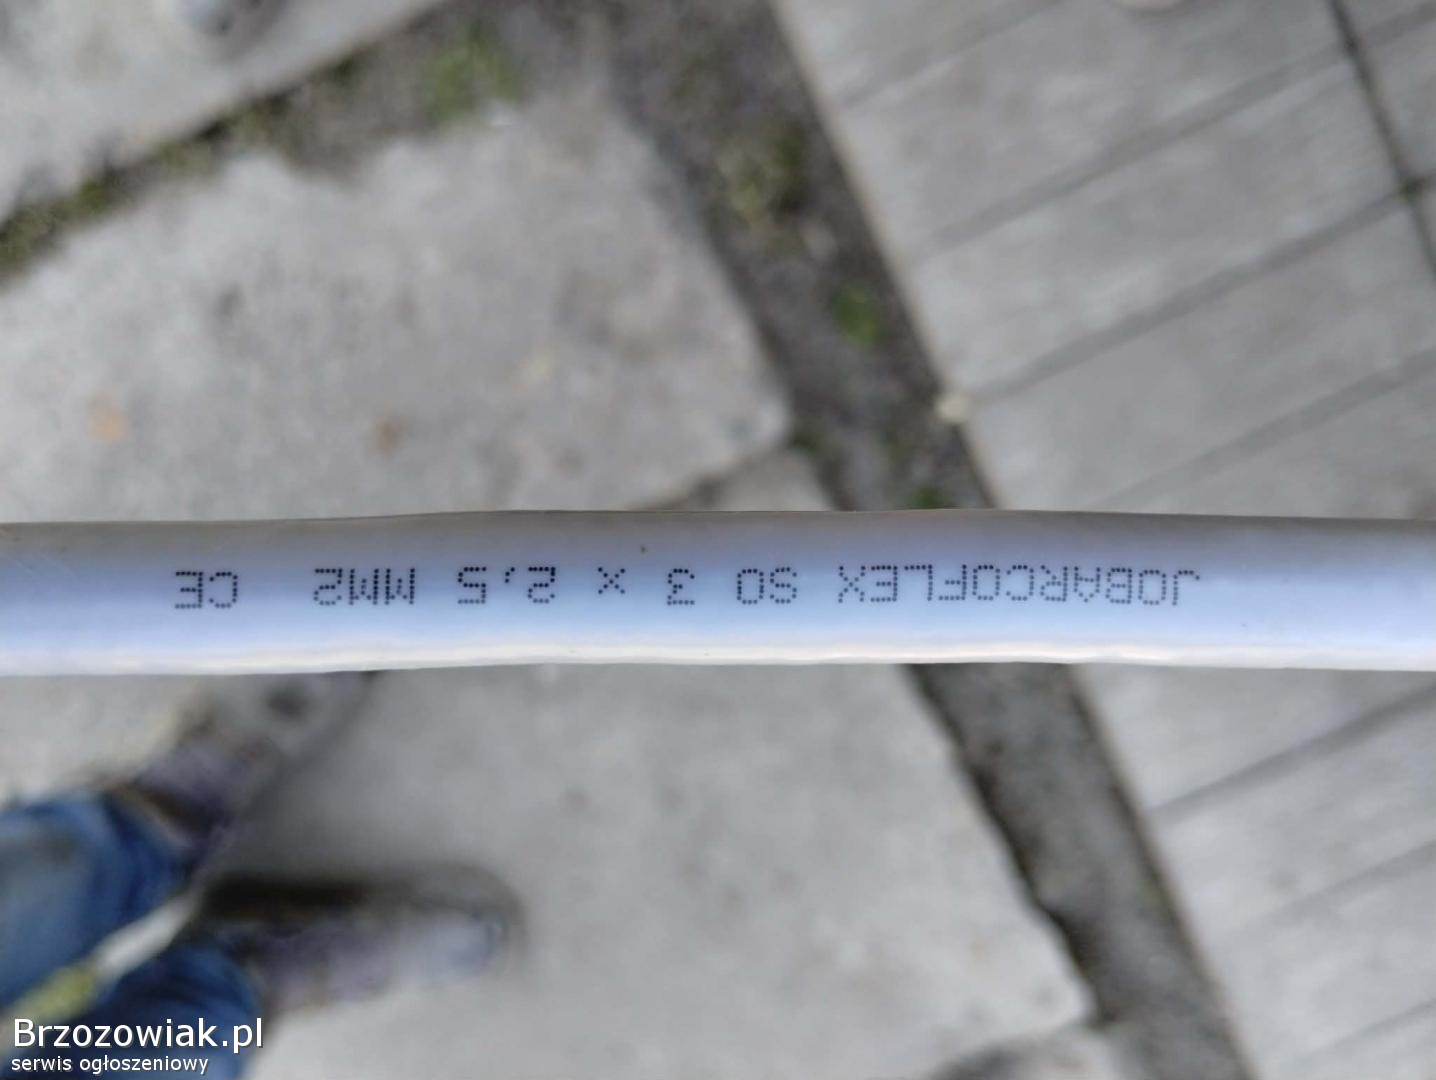 JOBARCOFLEX SO 3 x 2,5 MM2 CE
Brzozowiak.pl
serwis ogłoszeniowy